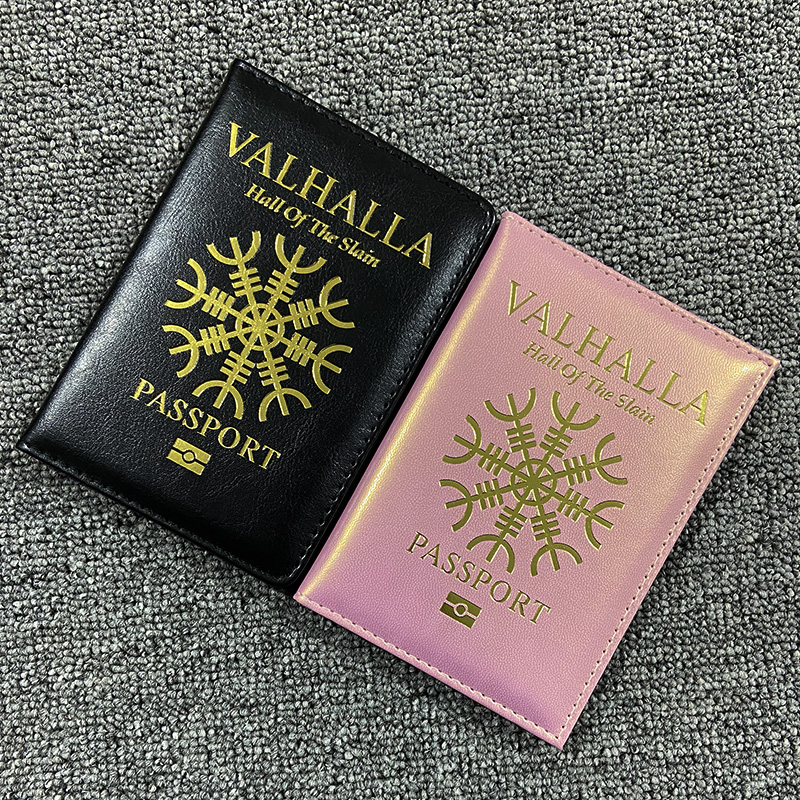 VALHALLA
Hall Of The Slain
PASSPORT
VALHALLA
Hall Of The Slain
PASSPORT